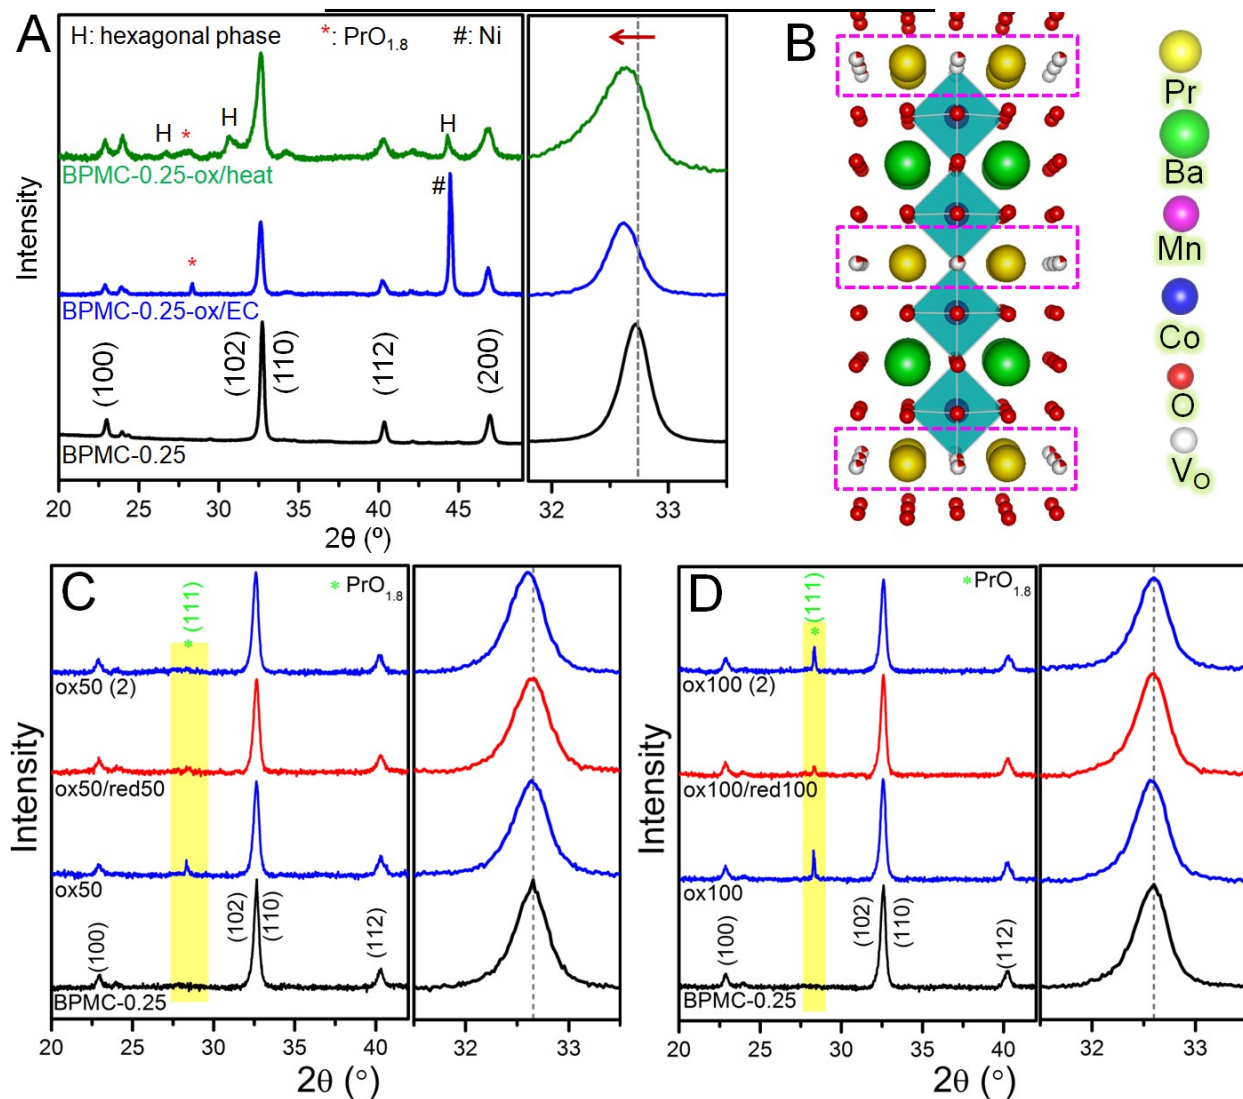 A
H: hexagonal phase
*: PrO1.8
#: Ni
H
*
H
H
BPMC-0.25-ox/heat
#
*
BPMC-0.25-ox/EC
(100)
(102)
(110)
(112)
(200)
BPMC-0.25
Intensity
20 25 30 35 40 45
32 33
2θ (º)
B
Pr
Ba
Mn
Co
O
VO
C
* PrO1.8
* (111)
ox50 (2)
ox50/red50
ox50
(100)
(102)
(110)
(112)
BPMC-0.25
Intensity
20 25 30 35 40
32 33
2θ (°)
D
* PrO1.8
* (111)
ox100 (2)
ox100/red100
ox100
(100)
(102)
(110)
(112)
BPMC-0.25
Intensity
20 25 30 35 40
32 33
2θ (°)